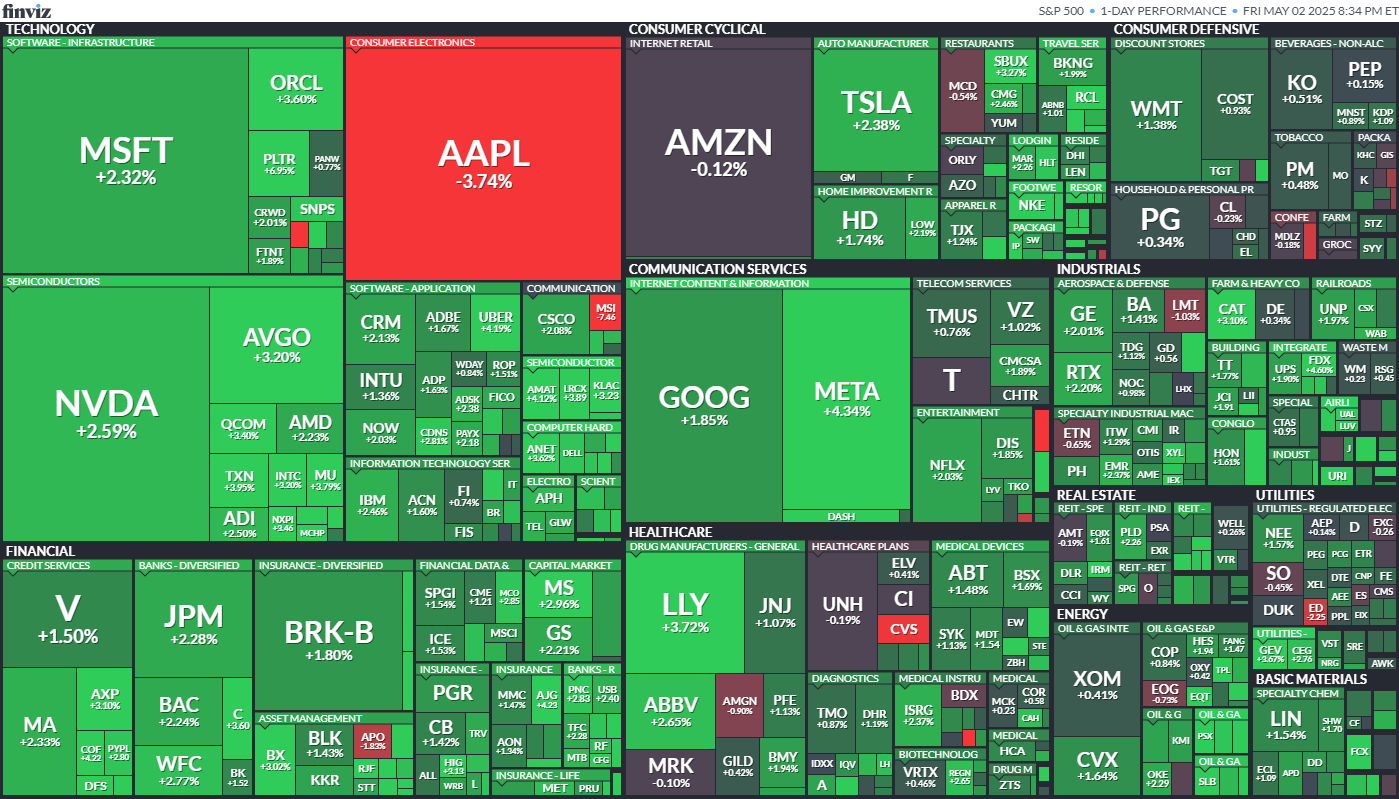 finviz
S&P 500 • 1-DAY PERFORMANCE • FRI MAY 02 2025 8:34 PM ET
TECHNOLOGY
SOFTWARE - INFRASTRUCTURE
MSFT
+2.32%
ORCL
+3.60%
PLTR
+6.95%
PANW
+0.77%
CRWD
+2.01%
SNPS
FTNT
+1.89%
CONSUMER ELECTRONICS
AAPL
-3.74%
SEMICONDUCTORS
NVDA
+2.59%
AVGO
+3.20%
QCOM
+3.40%
AMD
+2.23%
TXN
+3.95%
INTC
+3.20%
MU
+3.79%
ADI
+2.50%
NXPI
+3.46
MCHP
SOFTWARE - APPLICATION
CRM
+2.13%
ADBE
+1.67%
UBER
+4.19%
INTU
+1.36%
ADP
+1.63%
WDAY
+0.84%
ROP
+1.51%
ADSK
+2.38
FICO
NOW
+2.03%
CDNS
+2.81%
PAYX
+2.18
COMMUNICATION
CSCO
+2.08%
MSI
-7.46
SEMICONDUCTOR
AMAT
+4.12%
LRCX
+3.89
KLAC
+3.23
COMPUTER HARD
ANET
+3.62%
DELL
INFORMATION TECHNOLOGY SER
IBM
+2.46%
ACN
+1.60%
FI
+0.74%
IT
BR
FIS
ELECTRO
APH
TEL
GLW
SCIENT
CONSUMER CYCLICAL
INTERNET RETAIL
AMZN
-0.12%
AUTO MANUFACTURER
TSLA
+2.38%
GM
F
HOME IMPROVEMENT R
HD
+1.74%
LOW
+2.19%
RESTAURANTS
MCD
-0.54%
SBUX
+3.27%
CMG
+2.46%
YUM
TRAVEL SER
BKNG
+1.99%
ABNB
+1.01
RCL
SPECIALTY
ORLY
AZO
LODGIN
MAR
+2.26
HLT
RESIDE
DHI
LEN
APPAREL R
TJX
+1.24%
FOOTWE
NKE
RESOR
PACKAGI
IP
SW
CONSUMER DEFENSIVE
DISCOUNT STORES
WMT
+1.38%
COST
+0.93%
TGT
BEVERAGES - NON-ALC
KO
+0.51%
PEP
+0.15%
MNST
+0.89%
KDP
+1.09
HOUSEHOLD & PERSONAL PR
PG
+0.34%
CL
-0.23%
CHD
EL
TOBACCO
PM
+0.48%
MO
PACKA
KHC
GIS
K
CONFE
MDLZ
-0.18%
FARM
GROC
STZ
SYY
COMMUNICATION SERVICES
INTERNET CONTENT & INFORMATION
GOOG
+1.85%
META
+4.34%
DASH
TELECOM SERVICES
TMUS
+0.76%
VZ
+1.02%
T
CMCSA
+1.89%
CHTR
ENTERTAINMENT
NFLX
+2.03%
DIS
+1.85%
LYV
TKO
INDUSTRIALS
AEROSPACE & DEFENSE
GE
+2.01%
BA
+1.41%
LMT
-1.03%
RTX
+2.20%
TDG
+1.12%
GD
+0.56
NOC
+0.98%
LHX
FARM & HEAVY CO
CAT
+3.10%
DE
+0.34%
RAILROADS
UNP
+1.97%
CSX
WAB
BUILDING
TT
+1.77%
JCI
+1.91
LII
INTEGRATE
UPS
+1.90%
FDX
+4.60%
WASTE M
WM
+0.23
RSG
+0.45
SPECIALTY INDUSTRIAL MAC
ETN
-0.65%
ITW
+1.29%
CMI
IR
OTIS
XYL
PH
EMR
+2.37%
AME
IEX
CONGLO
HON
+1.61%
SPECIAL
CTAS
+0.95
AIRLI
UAL
LUV
INDUST
J
URI
HEALTHCARE
DRUG MANUFACTURERS - GENERAL
LLY
+3.72%
JNJ
+1.07%
ABBV
+2.65%
AMGN
-0.90%
PFE
+1.13%
MRK
-0.10%
GILD
+0.42%
BMY
+1.94%
HEALTHCARE PLANS
UNH
-0.19%
ELV
+0.41%
CI
CVS
MEDICAL DEVICES
ABT
+1.48%
BSX
+1.69%
SYK
+1.13%
MDT
+1.54
EW
STE
ZBH
DIAGNOSTICS
TMO
+0.87%
DHR
+1.19%
IDXX
IQV
LH
A
MEDICAL INSTRU
ISRG
+2.37%
BDX
MEDICAL
MCK
+0.23
COR
+0.58
CAH
BIOTECHNOLOG
VRTX
+0.46%
REGN
+2.65
MEDICAL
HCA
DRUG M
ZTS
REAL ESTATE
REIT - SPE
AMT
-0.19%
EQIX
+1.61
DLR
IRM
CCI
WY
REIT - IND
PLD
+2.26
PSA
EXR
REIT -
WELL
+0.26%
VTR
REIT - RET
SPG
O
UTILITIES
UTILITIES - REGULATED ELEC
NEE
+1.57%
AEP
+0.14%
D
EXC
-0.26
SO
-0.45%
PEG
PCG
ETR
XEL
DTE
CNP
FE
DUK
ED
-2.25
AEE
ES
CMS
PPL
EIX
UTILITIES -
GEV
+3.67%
CEG
+2.76
VST
NRG
SRE
AWK
ENERGY
OIL & GAS INTE
XOM
+0.41%
CVX
+1.64%
OIL & GAS E&P
COP
+0.84%
HES
+1.94
FANG
+1.47
EOG
-0.73%
OXY
+0.42
TPL
EQT
OIL & G
KMI
OKE
+2.29
OIL & GA
PSX
OIL & GA
SLB
BASIC MATERIALS
SPECIALTY CHEM
LIN
+1.54%
SHW
+1.70
ECL
+1.09
APD
DD
CF
FCX
FINANCIAL
CREDIT SERVICES
V
+1.50%
MA
+2.33%
AXP
+3.10%
COF
+4.22
PYPL
+2.80
DFS
BANKS - DIVERSIFIED
JPM
+2.28%
BAC
+2.24%
C
+3.60
WFC
+2.77%
BK
+1.52
INSURANCE - DIVERSIFIED
BRK-B
+1.80%
ASSET MANAGEMENT
BX
+3.02%
BLK
+1.43%
APO
-1.83%
KKR
RJF
STT
FINANCIAL DATA &
SPGI
+1.54%
CME
+1.21
MCO
+2.85
ICE
+1.53%
MSCI
CAPITAL MARKET
MS
+2.96%
GS
+2.21%
INSURANCE -
PGR
CB
+1.42%
TRV
ALL
HIG
+3.13
WRB
L
INSURANCE
MMC
+1.47%
AJG
+4.23
AON
+1.34%
BANKS - R
PNC
+2.83
USB
+2.40
TFC
+2.28
RF
MTB
CFG
INSURANCE - LIFE
MET
PRU